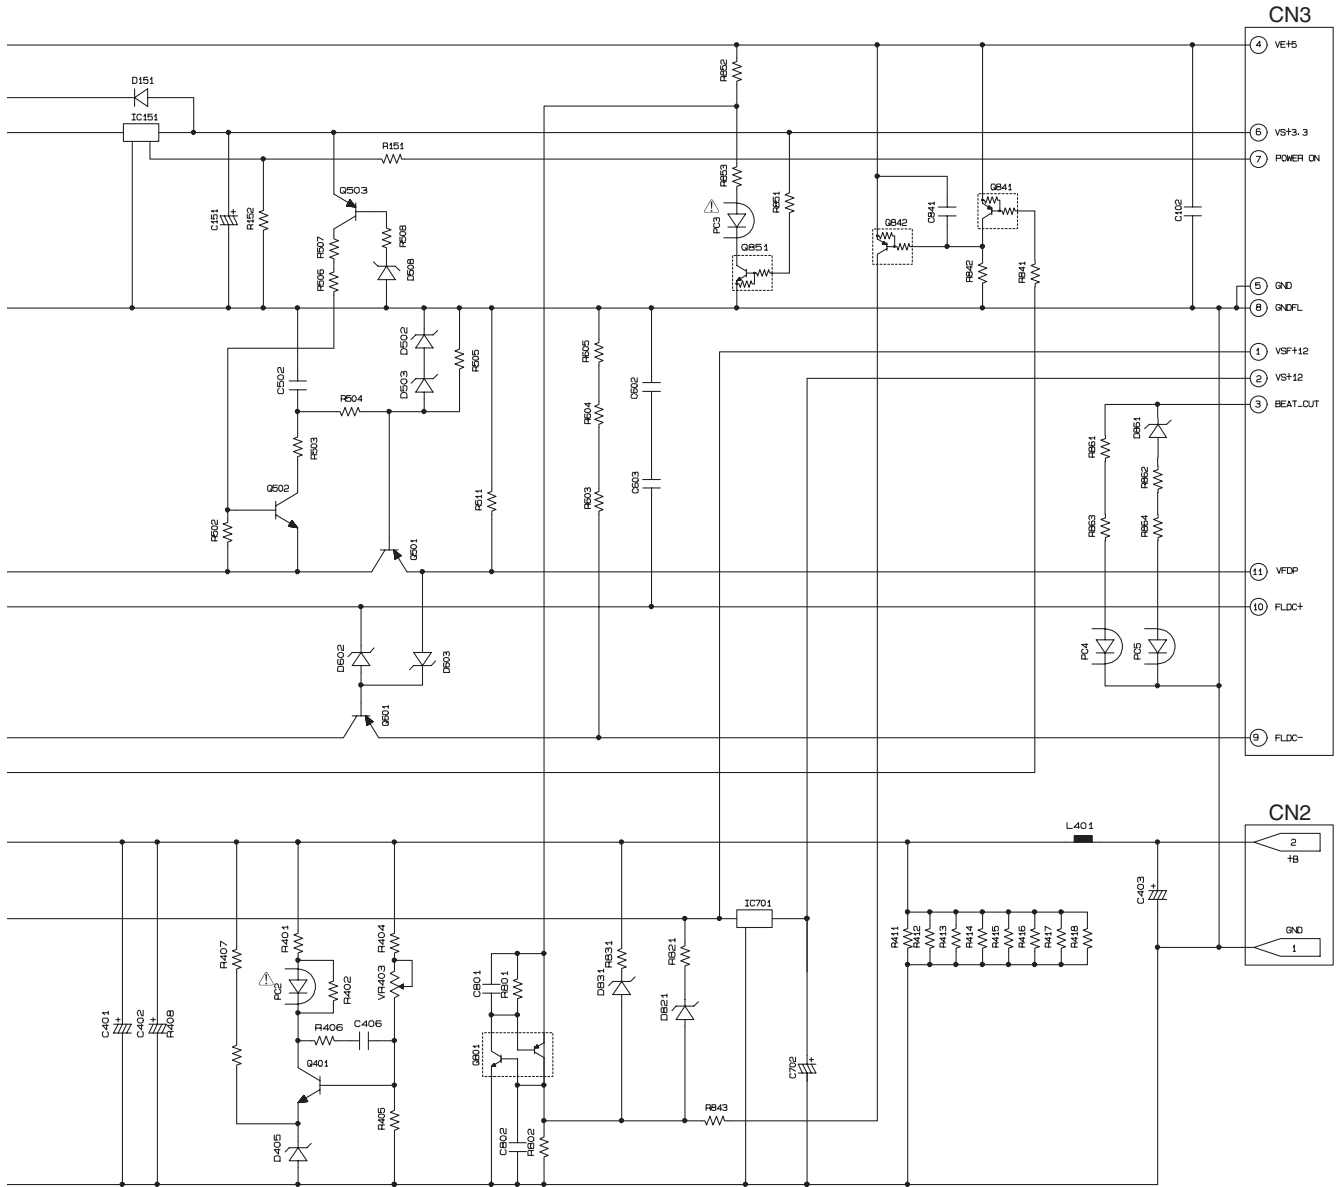 CN3
4 VE+5
R852
D151
IC151
6 VS+3.3
R151
7 POWER ON
R853
Q503
R851
Q841
C151
R152
R507
R508
PC3
C841
C102
Q842
Q851
R506
D508
R842
R841
5 GND
8 GNDFL
D502
R505
R605
1 VSF+12
C502
D503
C602
2 VS+12
R504
R604
3 BEAT_CUT
R503
R861
D861
C603
R862
Q502
R511
R603
R502
R863
R864
Q501
11 VFDP
10 FLDC+
D602
D603
PC4
PC5
Q601
9 FLDC-
CN2
L401
2
+B
C403
IC701
R407
R401
R404
R831
R821
R411
R412
R413
R414
R415
R416
R417
R418
GND
1
PC2
R402
VR403
C801
R801
D831
D821
C401
C402
R408
R406
C406
Q801
Q401
C702
R405
R843
D405
C802
R802